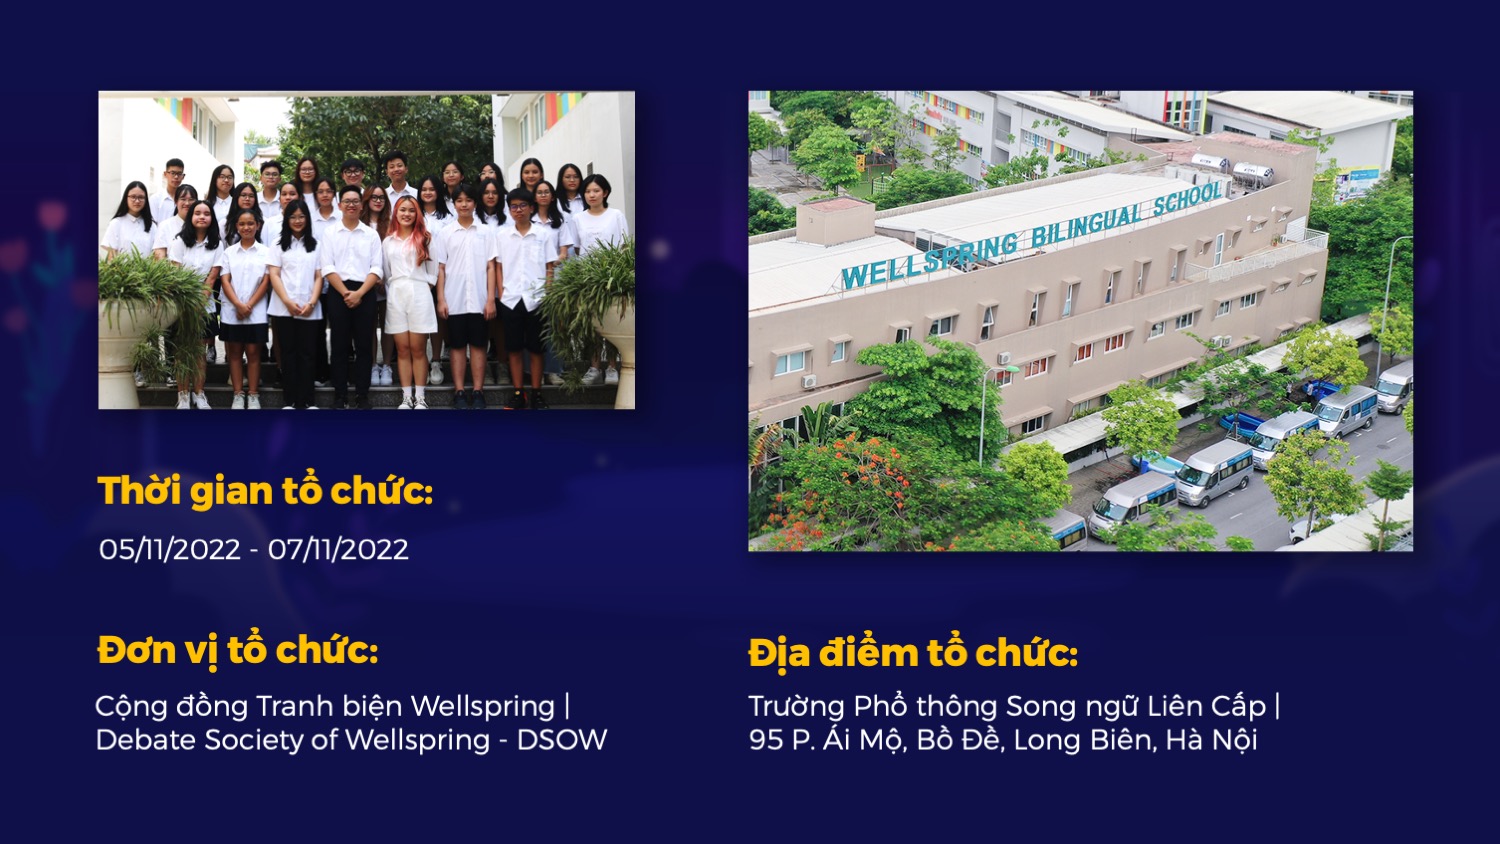 WELLSPRING BILINGUAL SCHOOL
Thời gian tổ chức:
05/11/2022 - 07/11/2022
Đơn vị tổ chức:
Cộng đồng Tranh biện Wellspring |
Debate Society of Wellspring - DSOW
Địa điểm tổ chức:
Trường Phổ thông Song ngữ Liên Cấp |
95 P. Ái Mộ, Bồ Đề, Long Biên, Hà Nội